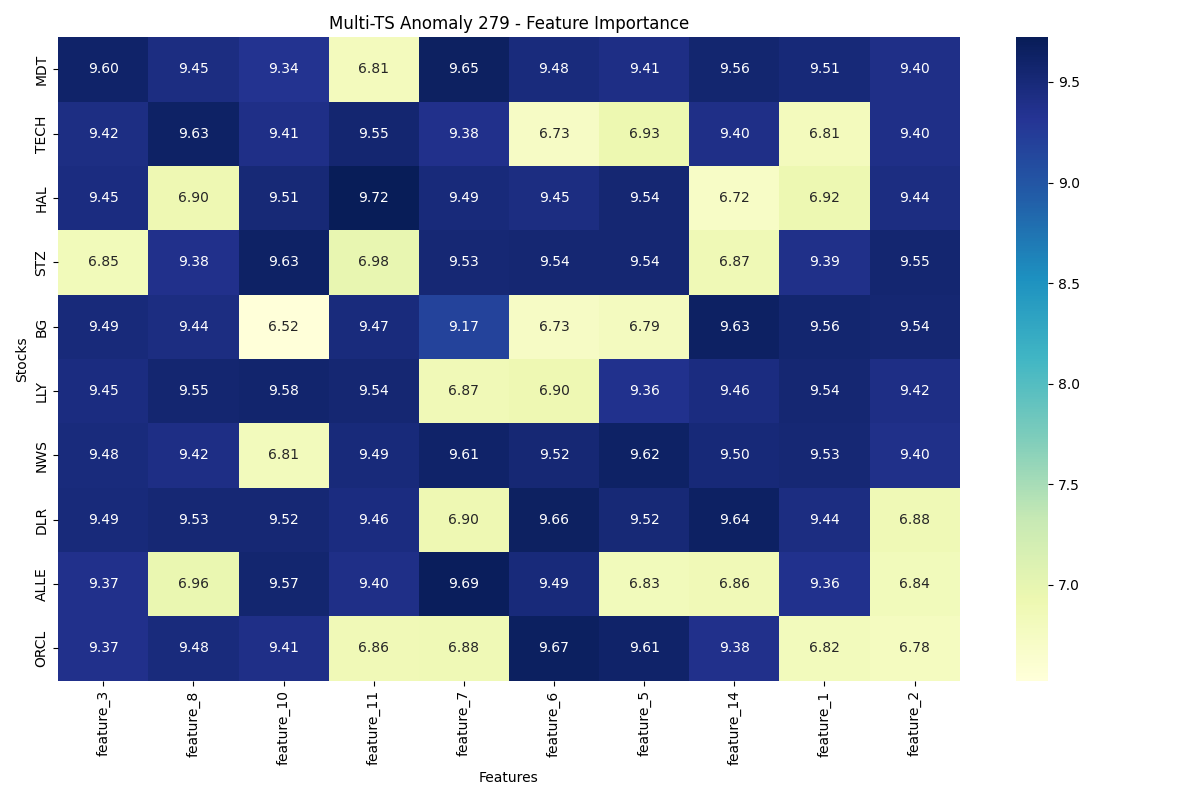 Multi-TS Anomaly 279 - Feature Importance
Stocks
MDT 9.60 9.45 9.34 6.81 9.65 9.48 9.41 9.56 9.51 9.40
TECH 9.42 9.63 9.41 9.55 9.38 6.73 6.93 9.40 6.81 9.40
HAL 9.45 6.90 9.51 9.72 9.49 9.45 9.54 6.72 6.92 9.44
STZ 6.85 9.38 9.63 6.98 9.53 9.54 9.54 6.87 9.39 9.55
BG 9.49 9.44 6.52 9.47 9.17 6.73 6.79 9.63 9.56 9.54
LLY 9.45 9.55 9.58 9.54 6.87 6.90 9.36 9.46 9.54 9.42
NWS 9.48 9.42 6.81 9.49 9.61 9.52 9.62 9.50 9.53 9.40
DLR 9.49 9.53 9.52 9.46 6.90 9.66 9.52 9.64 9.44 6.88
ALLE 9.37 6.96 9.57 9.40 9.69 9.49 6.83 6.86 9.36 6.84
ORCL 9.37 9.48 9.41 6.86 6.88 9.67 9.61 9.38 6.82 6.78
feature_3 feature_8 feature_10 feature_11 feature_7 feature_6 feature_5 feature_14 feature_1 feature_2
Features
9.5
9.0
8.5
8.0
7.5
7.0